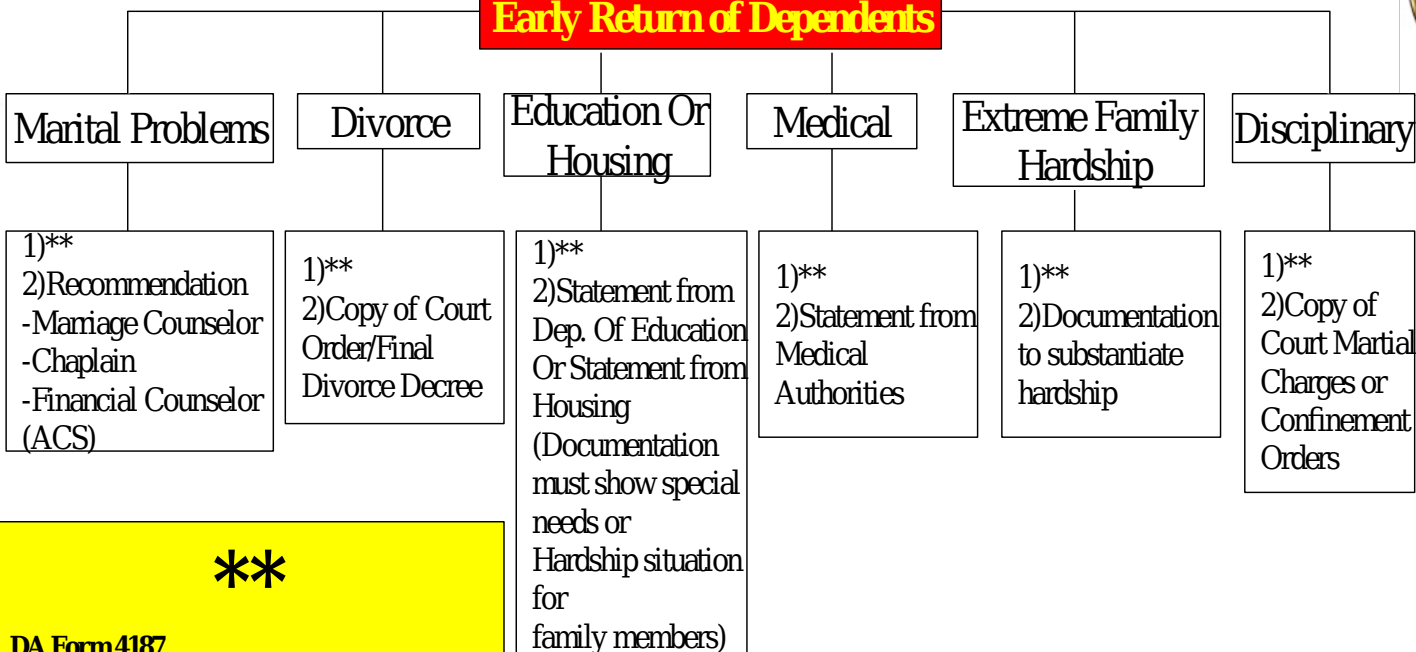 Early Return of Dependents
Marital Problems
Divorce
Education Or
Housing
Medical
Extreme Family
Hardship
Disciplinary
1)**
2)Recommendation
-Marriage Counselor
-Chaplain
-Financial Counselor
(ACS)
1)**
2)Copy of Court
Order/Final
Divorce Decree
1)**
2)Statement from
Dep. Of Education
Or Statement from
Housing
(Documentation
must show special
needs or
Hardship situation
for
family members)
1)**
2)Statement from
Medical
Authorities
1)**
2)Documentation
to substantiate
hardship
1)**
2)Copy of
Court Martial
Charges or
Confinement
Orders
**
DA Form 4187